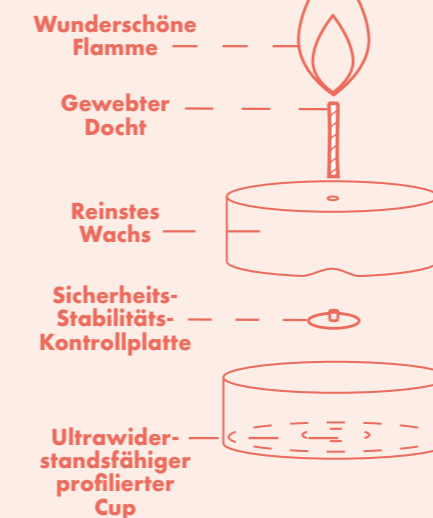 Wunderschöne
Flamme
Gewebter
Docht
Reinstes
Wachs
Sicherheits-
Stabilitäts-
Kontrollplatte
Ultrawider-
standsfähiger
profilierter
Cup